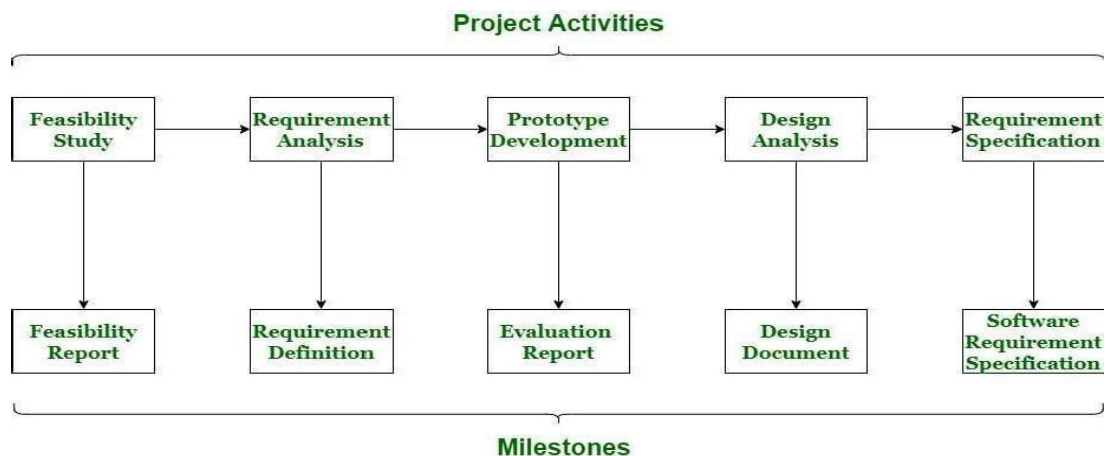 Project Activities
Feasibility
Study
Requirement
Analysis
Prototype
Development
Design
Analysis
Requirement
Specification
Feasibility
Report
Requirement
Definition
Evaluation
Report
Design
Document
Software
Requirement
Specification
Milestones